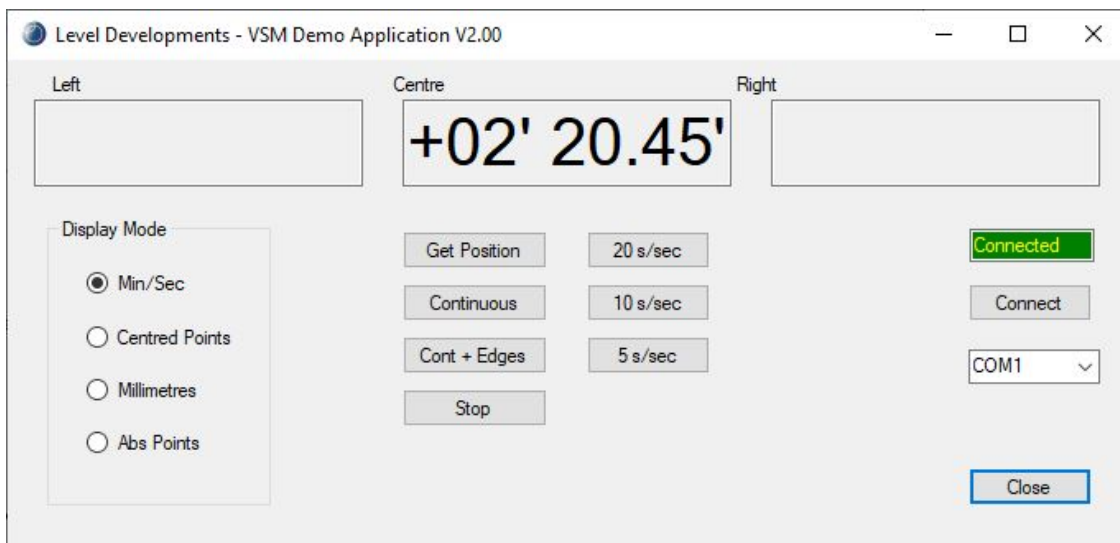 Level Developments - VSM Demo Application V2.00
Left
Centre
Right
+02' 20.45'
Display Mode
Min/Sec
Centred Points
Millimetres
Abs Points
Get Position
20 s/sec
Continuous
10 s/sec
Cont + Edges
5 s/sec
Stop
Connected
Connect
COM1
Close